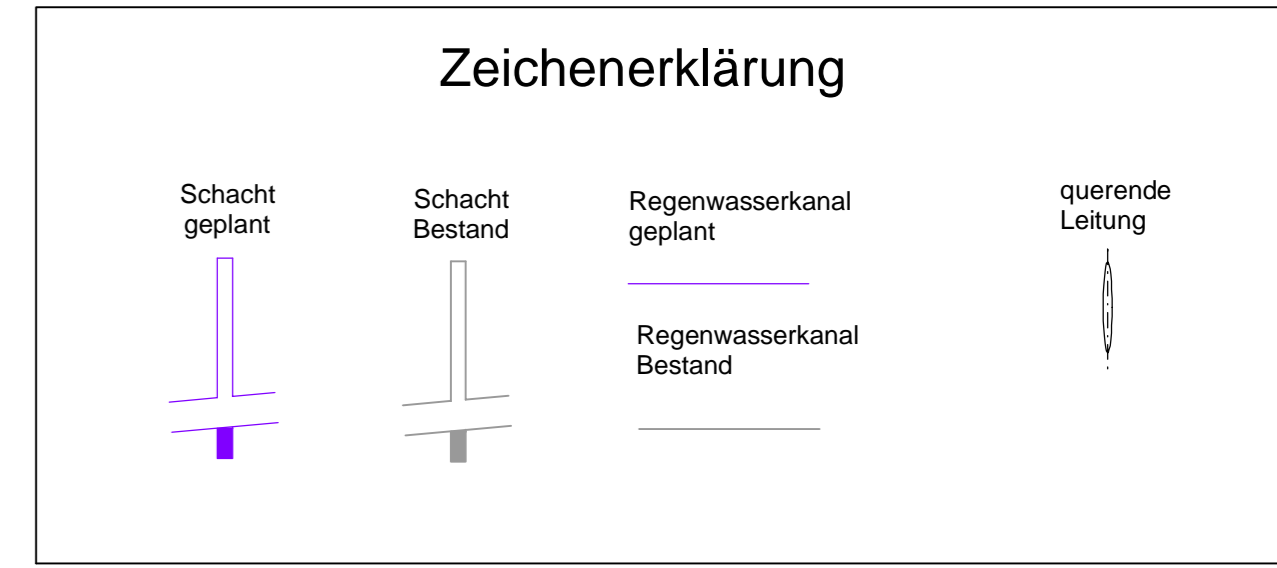 Zeichenerklärung
Schacht
geplant
Schacht
Bestand
Regenwasserkanal
geplant
Regenwasserkanal
Bestand
querende
Leitung